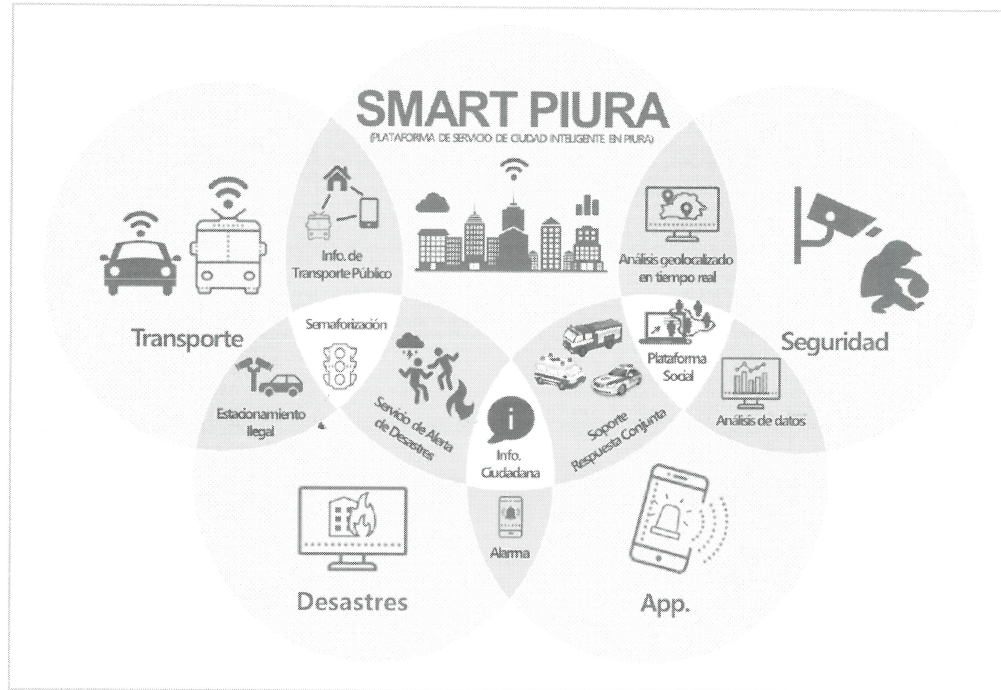 SMART PIURA
(PLATAFORMA DE SERVICIO DE CIUDAD INTELIGENTE EN PIURA)
Info. de
Transporte Público
Análisis geolocalizado
en tiempo real
Transporte
Semaforización
Plataforma
Social
Seguridad
Estacionamiento
Ilegal
Servicio de Alerta
de Desastres
i
Info.
Ciudadana
Soporte
Respuesta Conjunta
Análisis de datos
Alarma
Desastres
App.